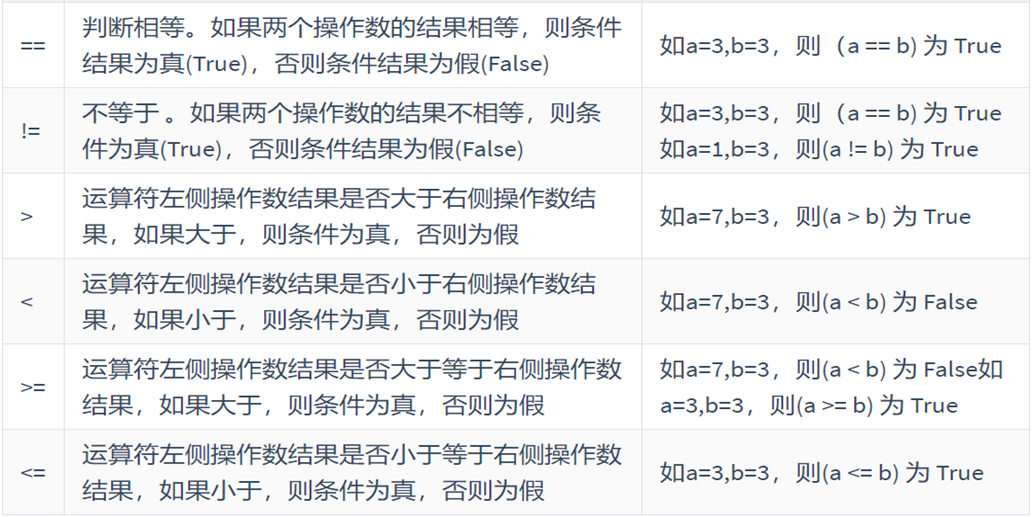 ==
判断相等。如果两个操作数的结果相等，则条件
结果为真(True)，否则条件结果为假(False)
如a=3,b=3，则（a == b) 为 True
!=
不等于 。如果两个操作数的结果不相等，则条
件为真(True)，否则条件结果为假(False)
如a=3,b=3，则（a == b) 为 True
如a=1,b=3，则(a != b) 为 True
>
运算符左侧操作数结果是否大于右侧操作数结
果，如果大于，则条件为真，否则为假
如a=7,b=3，则(a > b) 为 True
<
运算符左侧操作数结果是否小于右侧操作数结
果，如果小于，则条件为真，否则为假
如a=7,b=3，则(a < b) 为 False
>=
运算符左侧操作数结果是否大于等于右侧操作数
结果，如果大于，则条件为真，否则为假
如a=7,b=3，则(a < b) 为 False如
a=3,b=3，则(a >= b) 为 True
<=
运算符左侧操作数结果是否小于等于右侧操作数
结果，如果小于，则条件为真，否则为假
如a=3,b=3，则(a <= b) 为 True